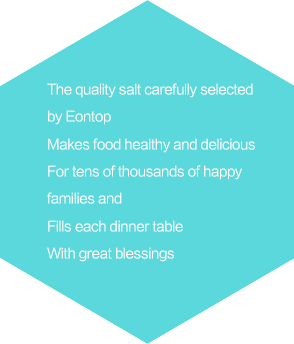 The quality salt carefully selected
by Eontop
Makes food healthy and delicious
For tens of thousands of happy
families and
Fills each dinner table
With great blessings